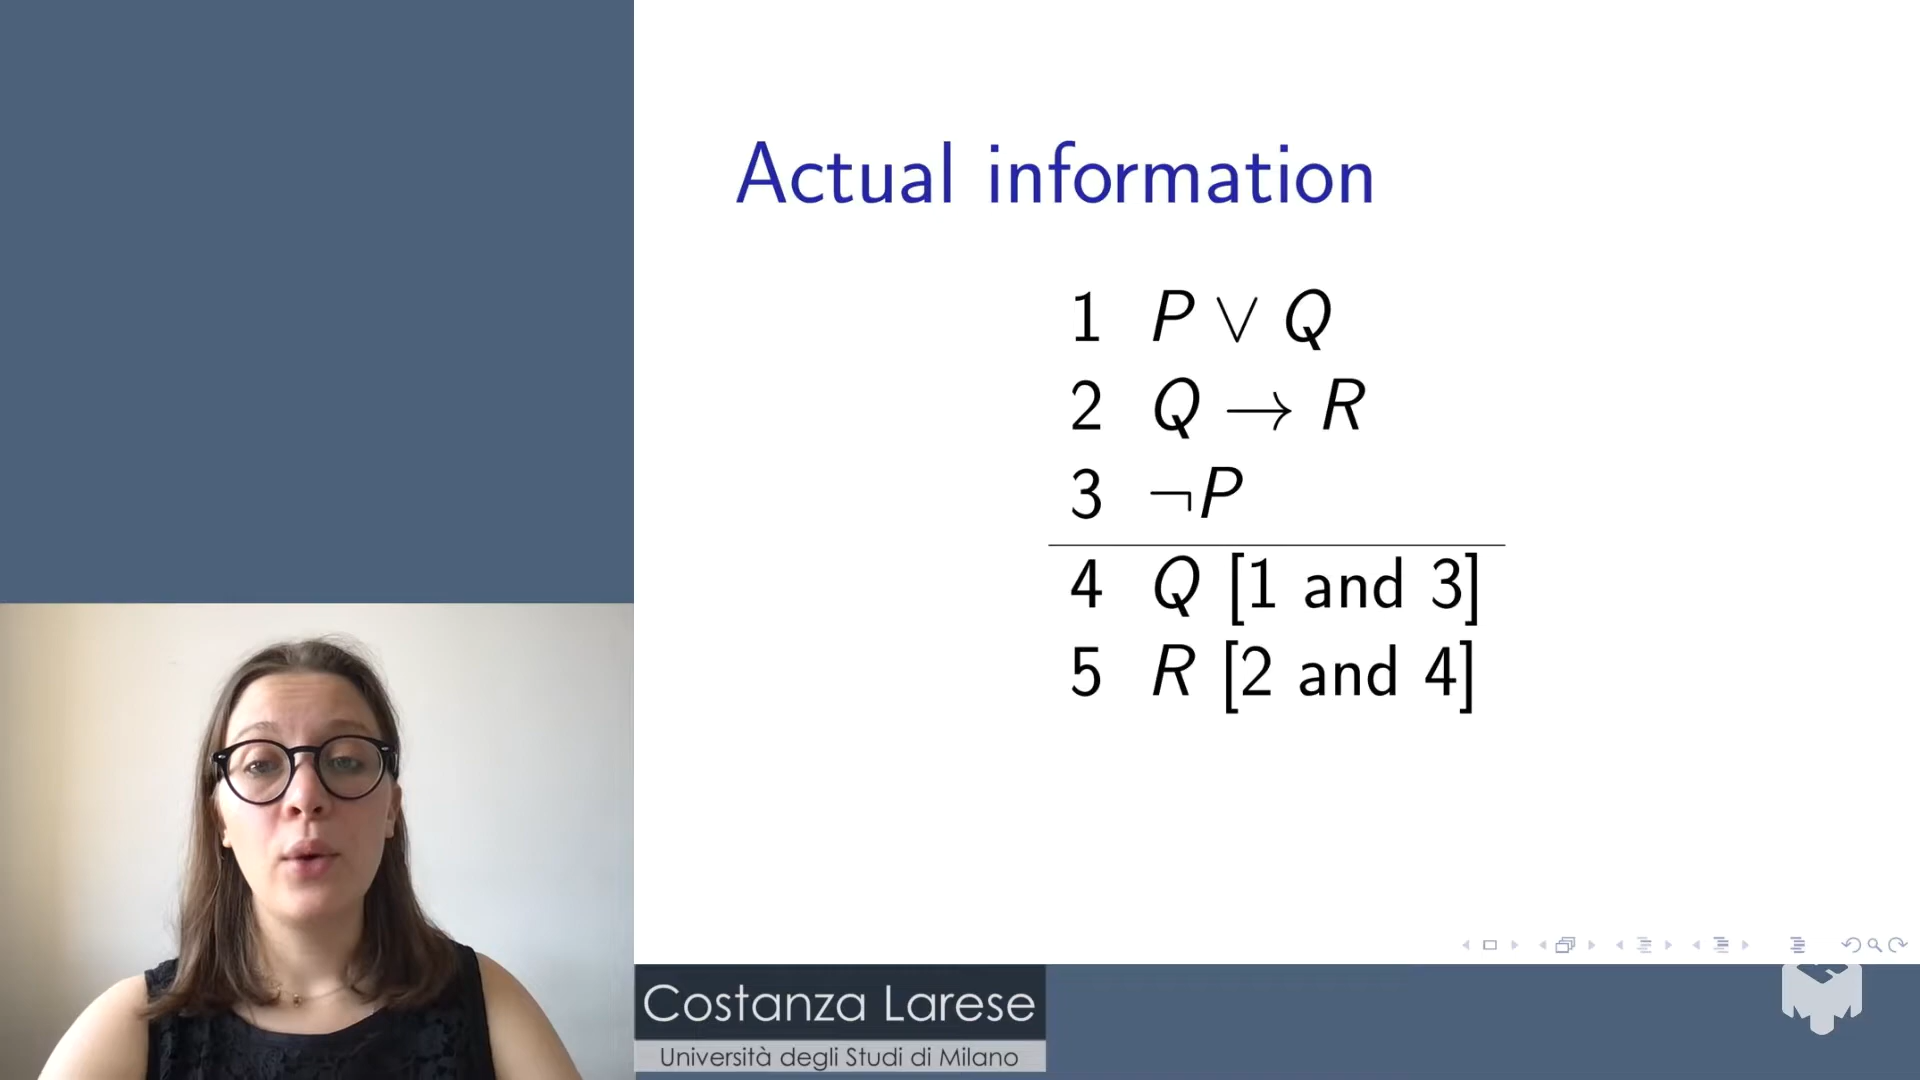 Actual information
1 P ∨ Q
2 Q → R
3 ¬P
4 Q [1 and 3]
5 R [2 and 4]
Costanza Larese
Università degli Studi di Milano